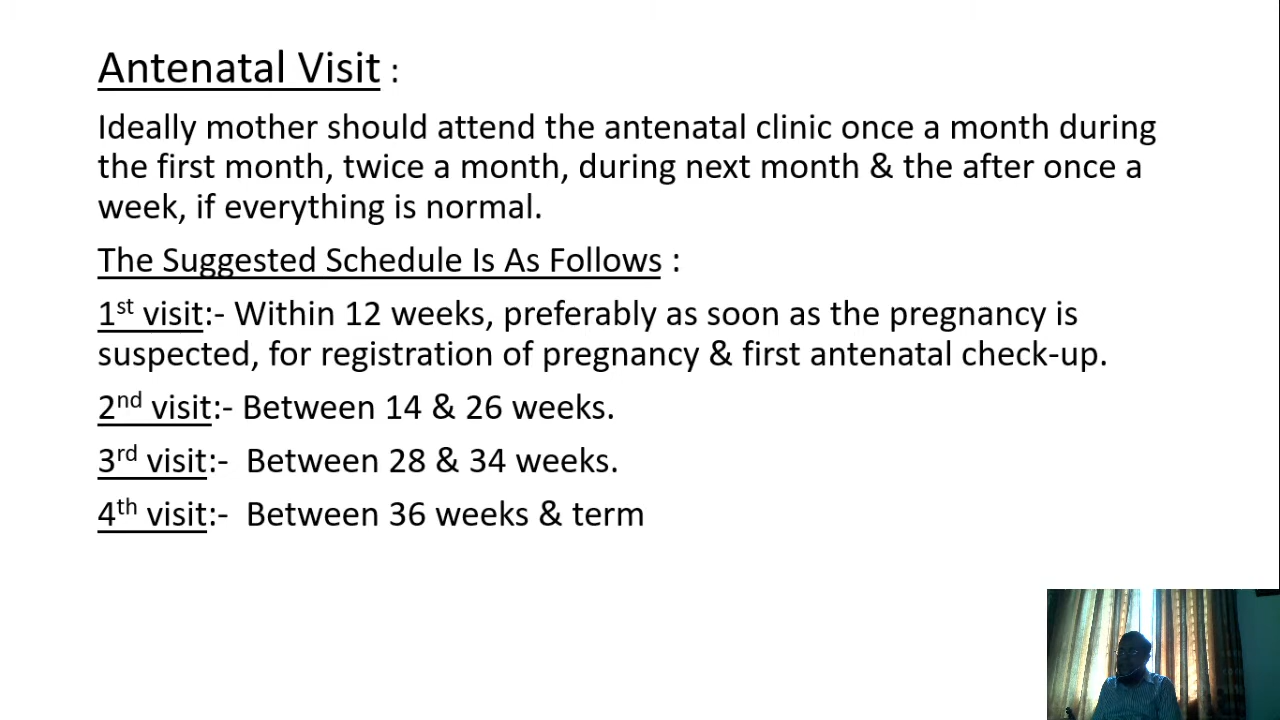 Antenatal Visit :
Ideally mother should attend the antenatal clinic once a month during
the first month, twice a month, during next month & the after once a
week, if everything is normal.
The Suggested Schedule Is As Follows :
1st visit:- Within 12 weeks, preferably as soon as the pregnancy is
suspected, for registration of pregnancy & first antenatal check-up.
2nd visit:- Between 14 & 26 weeks.
3rd visit:-  Between 28 & 34 weeks.
4th visit:-  Between 36 weeks & term